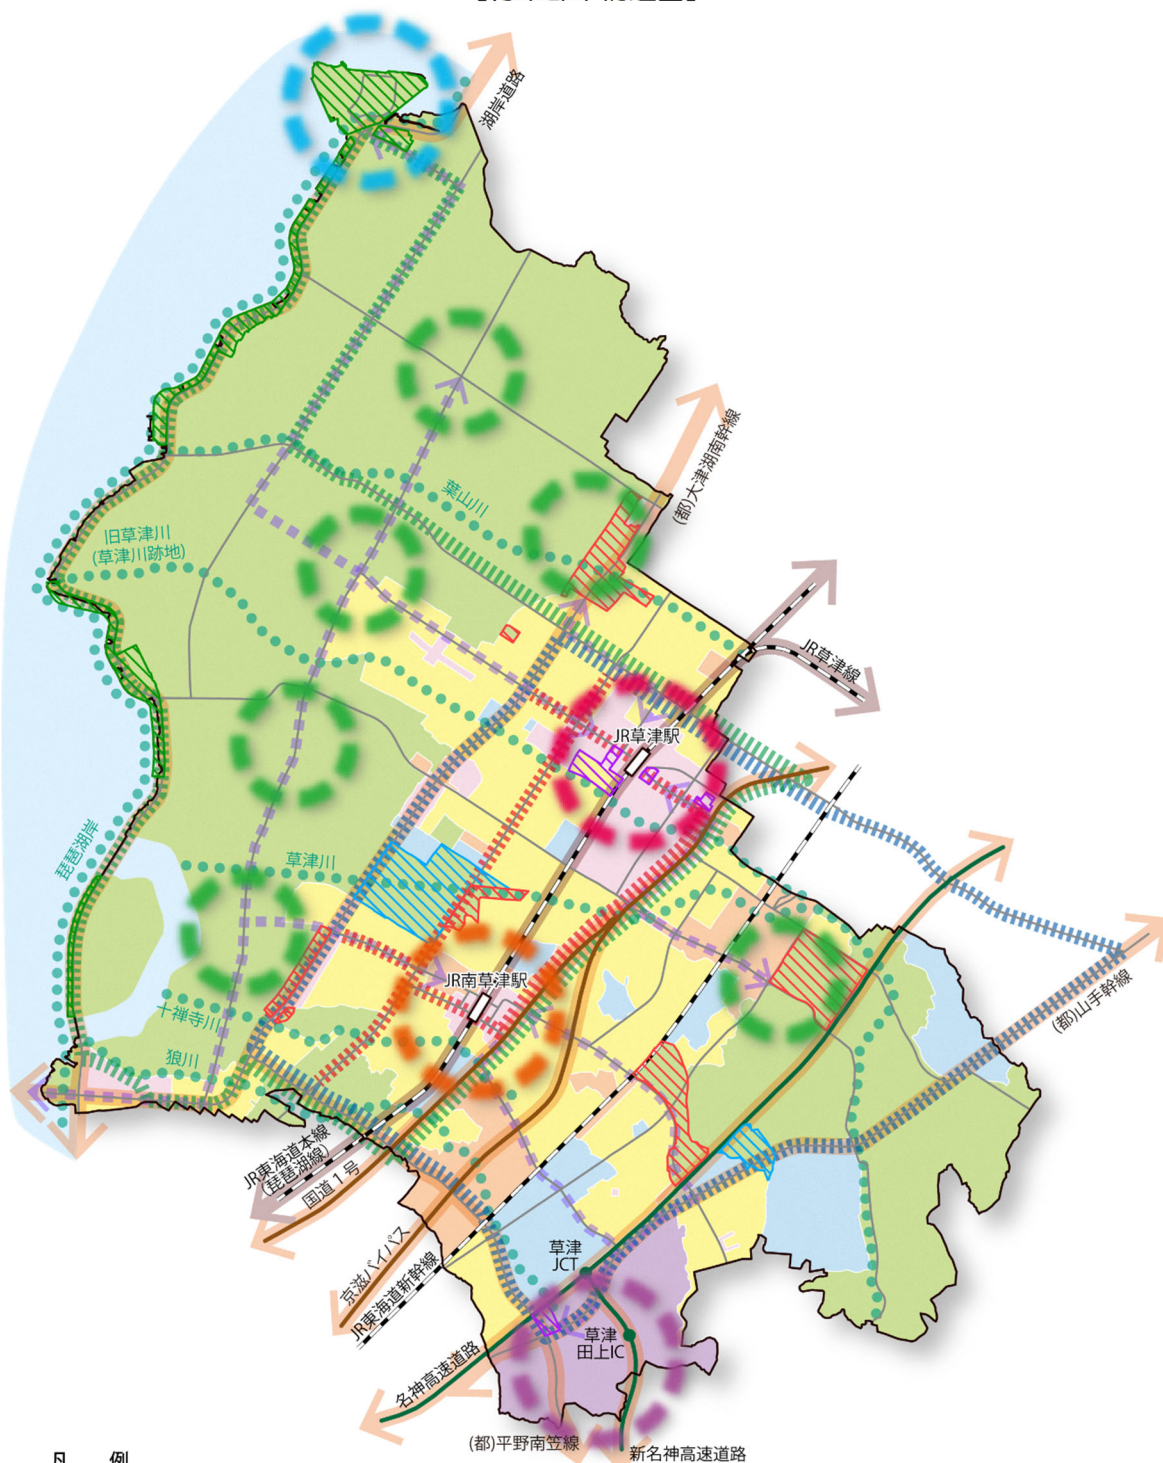 湖岸道路
(都)大津湖南幹線
葉山川
旧草津川
(草津川跡地)
JR草津線
JR草津駅
琵琶湖岸
草津川
JR南草津駅
十禅寺川
狼川
(都)山手幹線
JR東海道本線
(琵琶湖線)
国道1号
京滋バイパス
JR東海道新幹線
草津
JCT
草津
田上IC
名神高速道路
(都)平野南笠線
新名神高速道路
凡 例